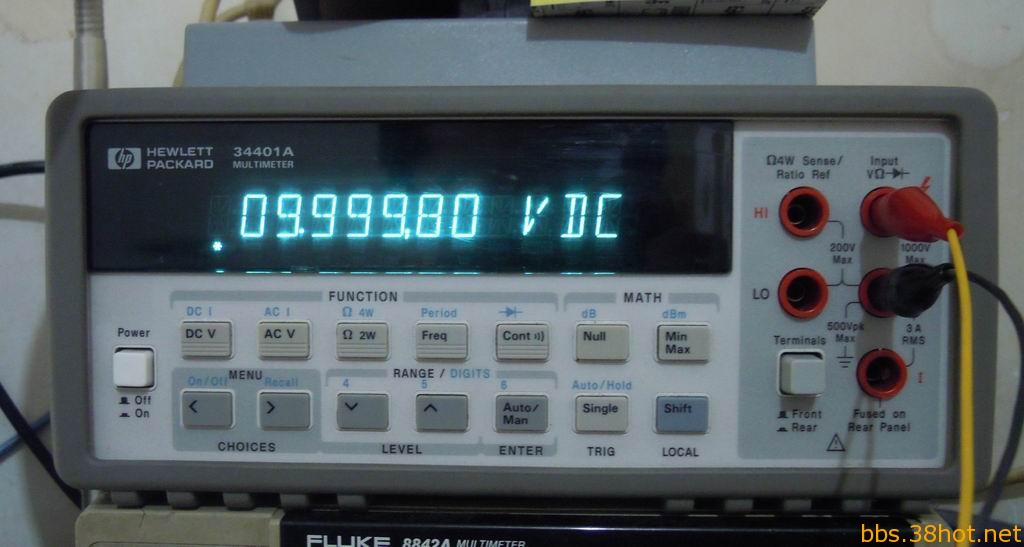 hp HEWLETT PACKARD
34401A
MULTIMETER
09.999,80 V DC
Ω4W Sense/
Ratio Ref
Input
VΩ
HI
200V
Max
1000V
Max
LO
500Vpk
Max
3A
RMS
I
Terminals
Front
Rear
Fused on
Rear Panel
FUNCTION
MATH
DC I
AC I
Ω 4W
Period
dB
dBm
Power
DC V
AC V
Ω 2W
Freq
Cont
Null
Min
Max
Off
On
MENU
RANGE / DIGITS
On/Off
Recall
4
5
6
Auto/Hold
<
>
Auto/
Man
Single
Shift
CHOICES
LEVEL
ENTER
TRIG
LOCAL
FLUKE 8842A MULTIMETER
bbs.38hot.net